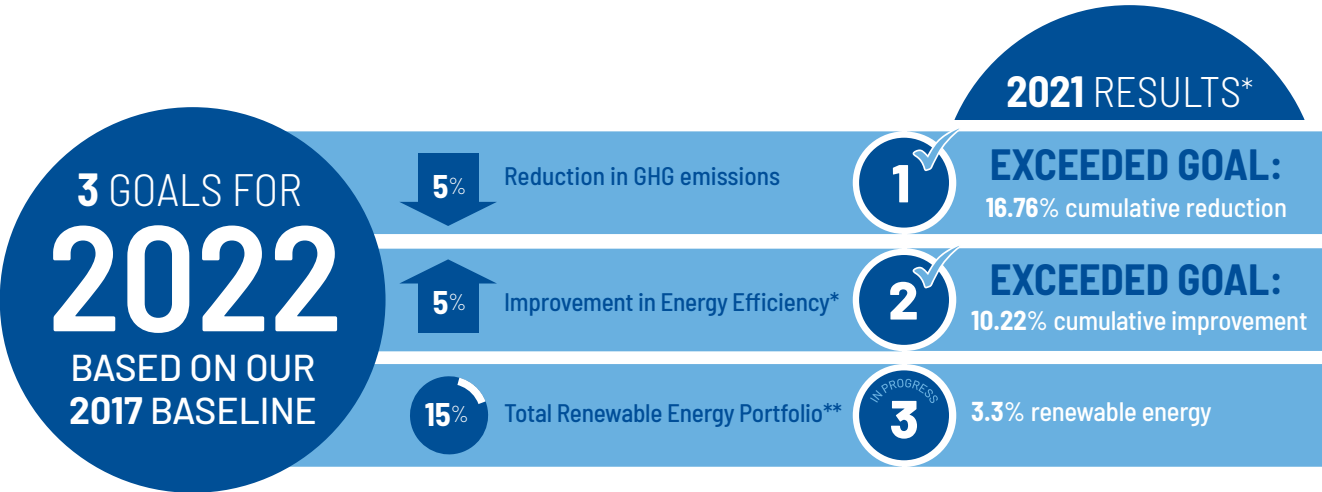 2021 RESULTS*
3 GOALS FOR
2022
BASED ON OUR
2017 BASELINE
5%
Reduction in GHG emissions
1
EXCEEDED GOAL:
16.76% cumulative reduction
5%
Improvement in Energy Efficiency*
2
EXCEEDED GOAL:
10.22% cumulative improvement
15%
Total Renewable Energy Portfolio**
IN PROGRESS
3
3.3% renewable energy